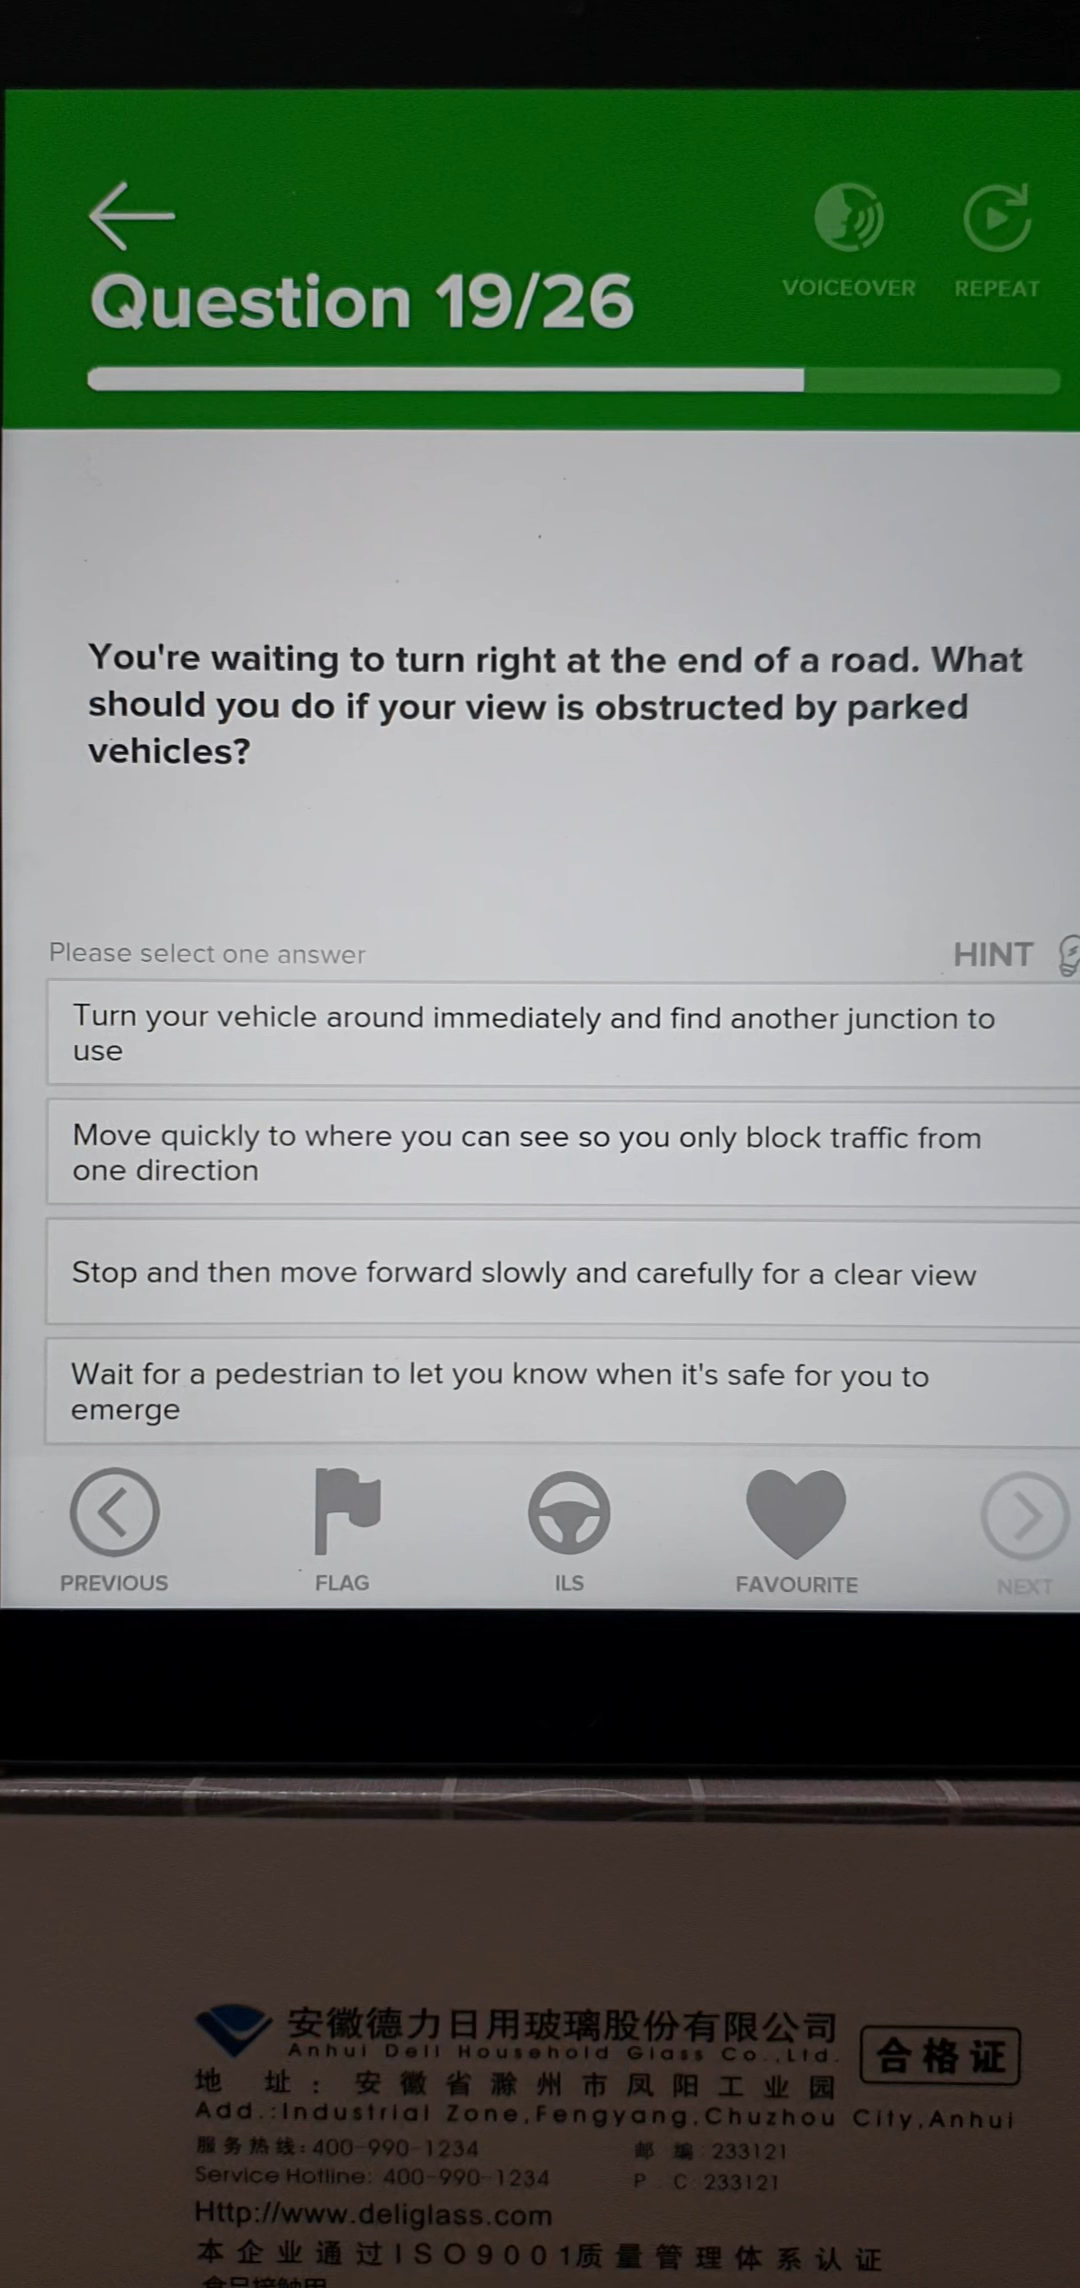 VOICEOVER
REPEAT
Question 19/26
You're waiting to turn right at the end of a road. What
should you do if your view is obstructed by parked
vehicles?
Please select one answer
HINT
Turn your vehicle around immediately and find another junction to
use
Move quickly to where you can see so you only block traffic from
one direction
Stop and then move forward slowly and carefully for a clear view
Wait for a pedestrian to let you know when it's safe for you to
emerge
PREVIOUS
FLAG
ILS
FAVOURITE
NEXT
安徽德力日用玻璃股份有限公司
Anhui Deli Household Glass Co.,Ltd.
合格证
地 址：安徽省滁州市凤阳工业园
Add.:Industrial Zone,Fengyang,Chuzhou City,Anhui
服务热线:400-990-1234
邮 编:233121
Service Hotline: 400-990-1234
P C 233121
Http://www.deliglass.com
本企业通过ISO9001质量管理体系认证